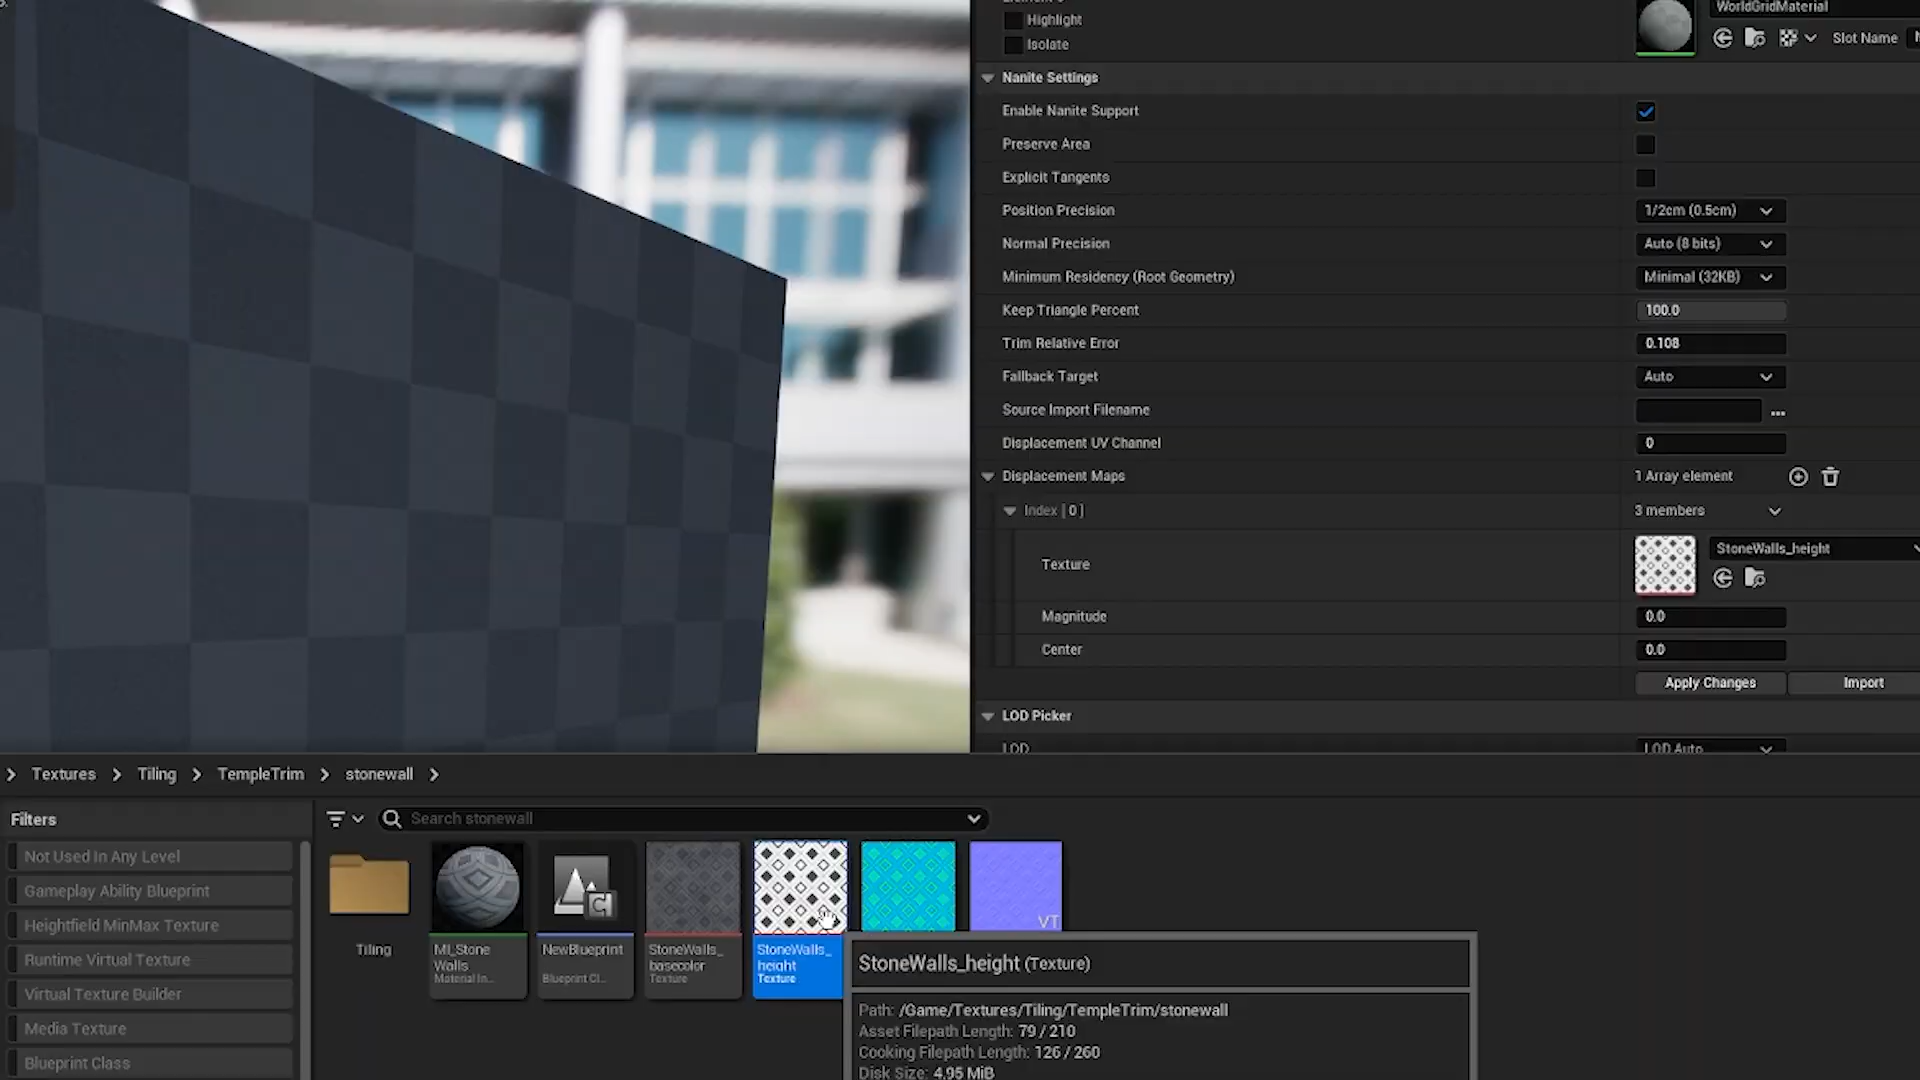 Highlight
Isolate
WorldGridMaterial
Slot Name
Nanite Settings
Enable Nanite Support
Preserve Area
Explicit Tangents
Position Precision
1/2cm (0.5cm)
Normal Precision
Auto (8 bits)
Minimum Residency (Root Geometry)
Minimal (32KB)
Keep Triangle Percent
100.0
Trim Relative Error
0.108
Fallback Target
Auto
Source Import Filename
...
Displacement UV Channel
0
Displacement Maps
1 Array element
Index [ 0 ]
3 members
Texture
StoneWalls_height
Magnitude
0.0
Center
0.0
Apply Changes
Import
LOD Picker
LOD
LOD Auto
Textures > Tiling > TempleTrim > stonewall >
Filters
Search stonewall
Not Used In Any Level
Gameplay Ability Blueprint
Heightfield MinMax Texture
Runtime Virtual Texture
Virtual Texture Builder
Media Texture
Blueprint Class
Tiling
MI_Stone
Walls
Material In...
NewBlueprint
Blueprint Cl...
StoneWalls_
basecolor
Texture
StoneWalls_
height
Texture
VT
StoneWalls_height (Texture)
Path: /Game/Textures/Tiling/TempleTrim/stonewall
Asset Filepath Length: 79 / 210
Cooking Filepath Length: 126 / 260
Disk Size: 4.95 MiB